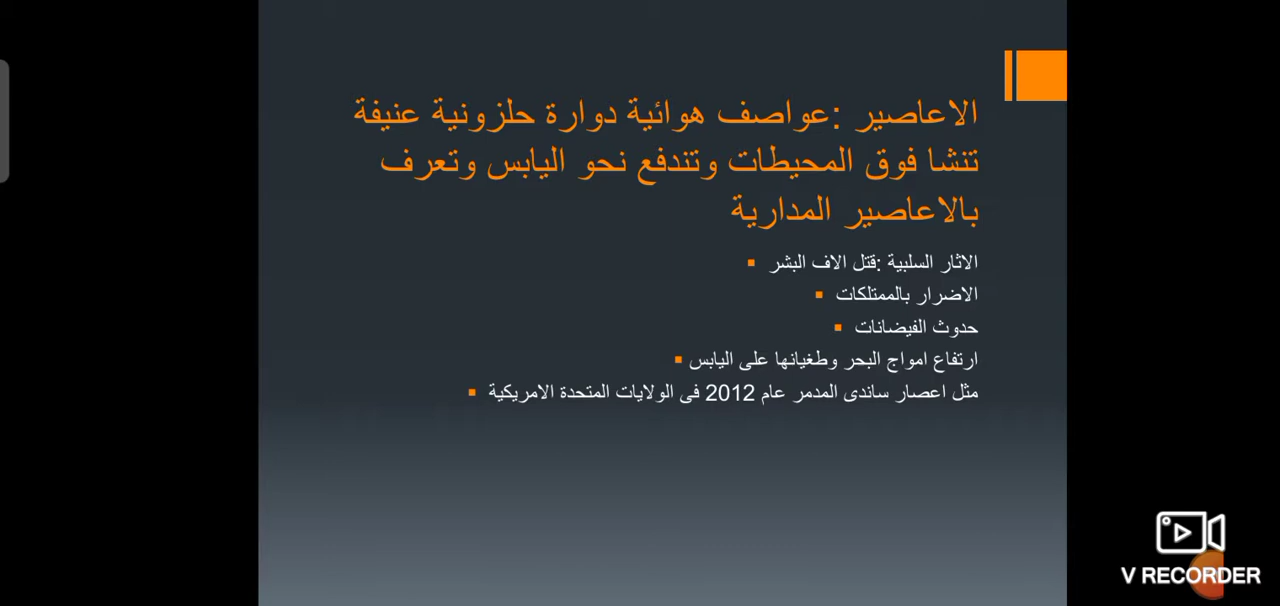 الاعاصير :عواصف هوائية دوارة حلزونية عنيفة
تنشا فوق المحيطات وتندفع نحو اليابس وتعرف
بالاعاصير المدارية
الاثار السلبية :قتل الاف البشر
الاضرار بالممتلكات
حدوث الفيضانات
ارتفاع امواج البحر وطغيانها على اليابس
مثل اعصار ساندى المدمر عام 2012 فى الولايات المتحدة الامريكية
V RECORDER